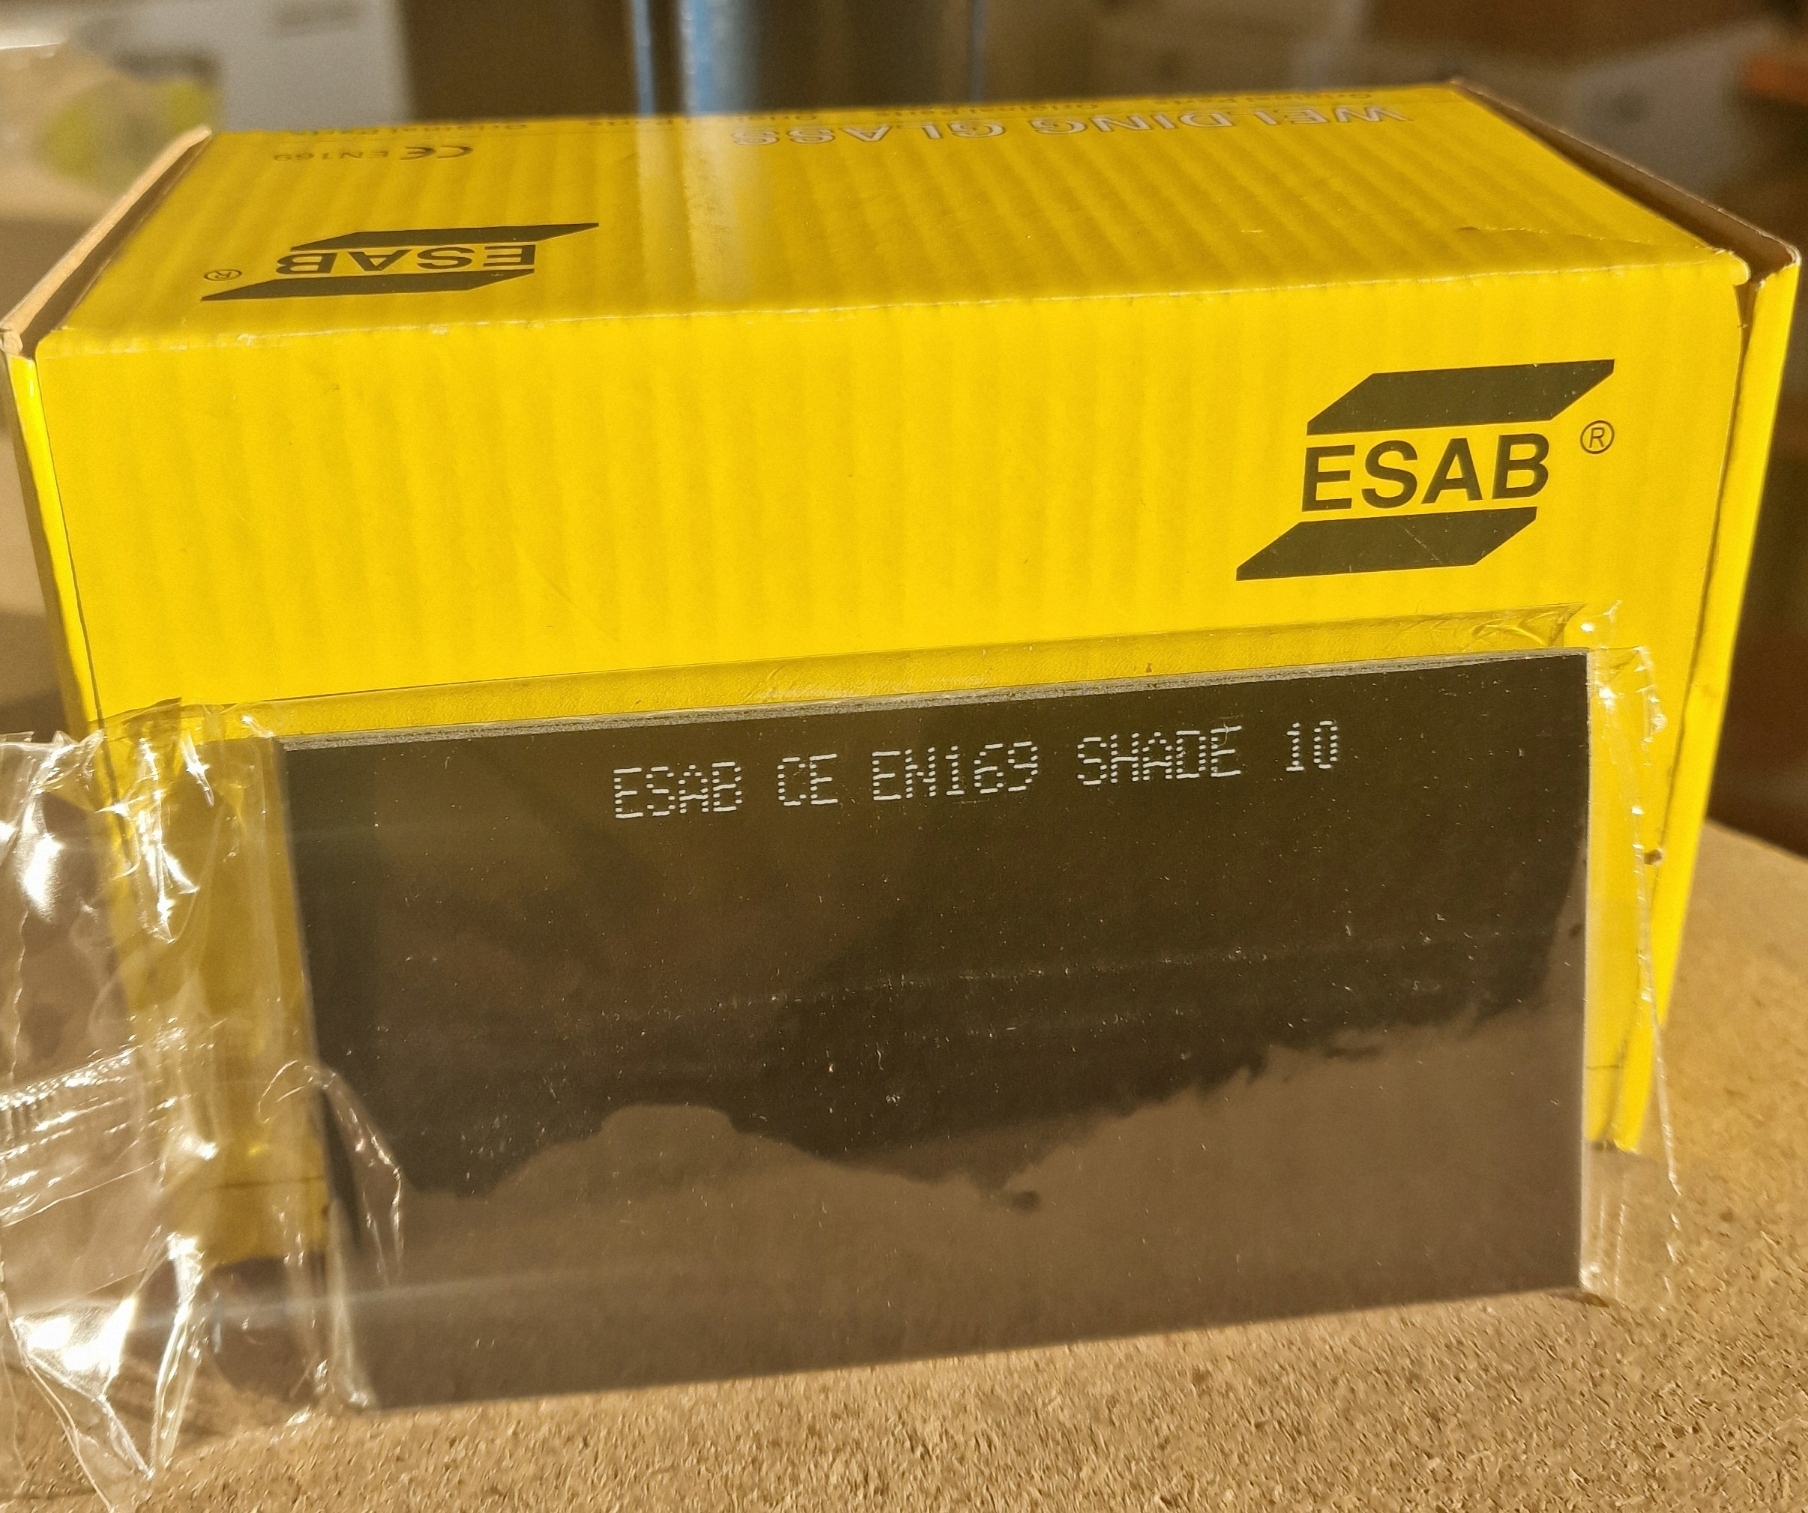 WELDING GLASS
CE EN169
ESAB®
ESAB®
ESAB CE EN169 SHADE 10